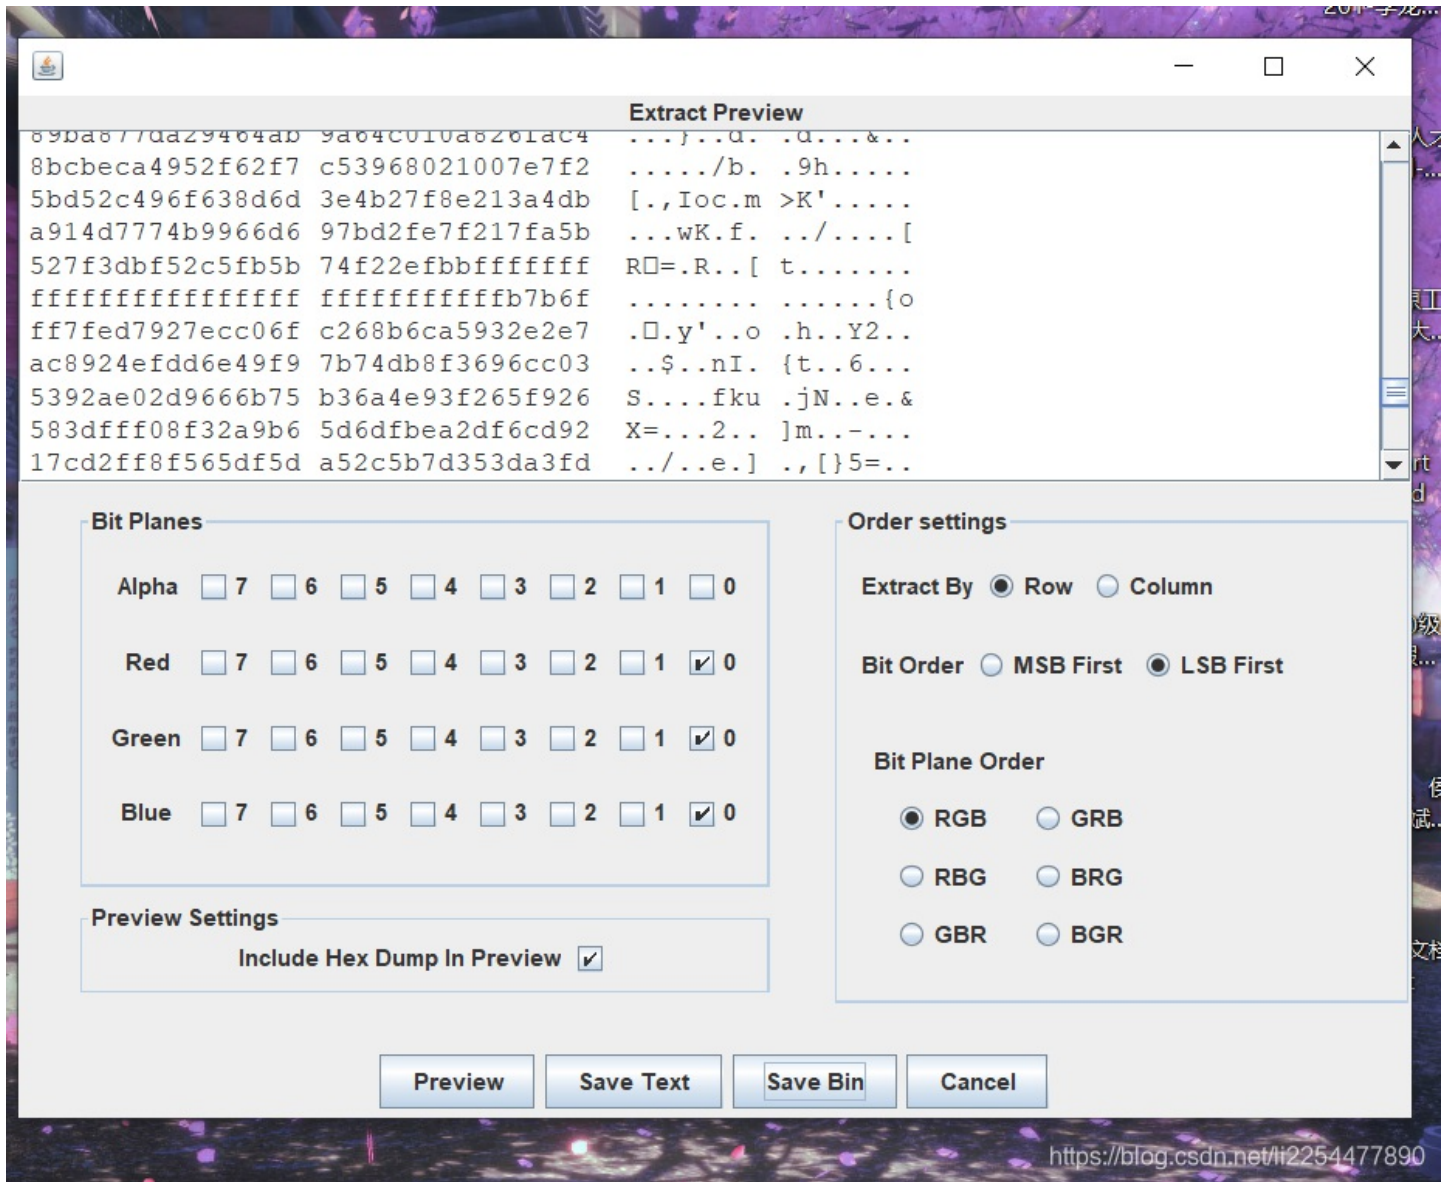 Extract Preview
89ba877da29464ab 9a64c010a8261ac4 ...}..d. .d...&..
8bcbeca4952f62f7 c53968021007e7f2 ...../b. .9h.....
5bd52c496f638d6d 3e4b27f8e213a4db [.,Ioc.m >K'.....
a914d7774b9966d6 97bd2fe7f217fa5b ...wK.f. ../....[
527f3dbf52c5fb5b 74f22efbbfffffff R□=.R..[ t.......
ffffffffffffffff fffffffffffb7b6f ........ ......{o
ff7fed7927ecc06f c268b6ca5932e2e7 .□.y'..o .h..Y2..
ac8924efdd6e49f9 7b74db8f3696cc03 ..$..nI. {t..6...
5392ae02d9666b75 b36a4e93f265f926 S....fku .jN..e.&
583dfff08f32a9b6 5d6dfbea2df6cd92 X=...2.. ]m..-...
17cd2ff8f565df5d a52c5b7d353da3fd ../..e.] .,[}5=..
Bit Planes
Alpha 7 6 5 4 3 2 1 0
Red 7 6 5 4 3 2 1 0
Green 7 6 5 4 3 2 1 0
Blue 7 6 5 4 3 2 1 0
Preview Settings
Include Hex Dump In Preview
Order settings
Extract By Row Column
Bit Order MSB First LSB First
Bit Plane Order
RGB GRB
RBG BRG
GBR BGR
Preview Save Text Save Bin Cancel
https://blog.csdn.net/li2254477890